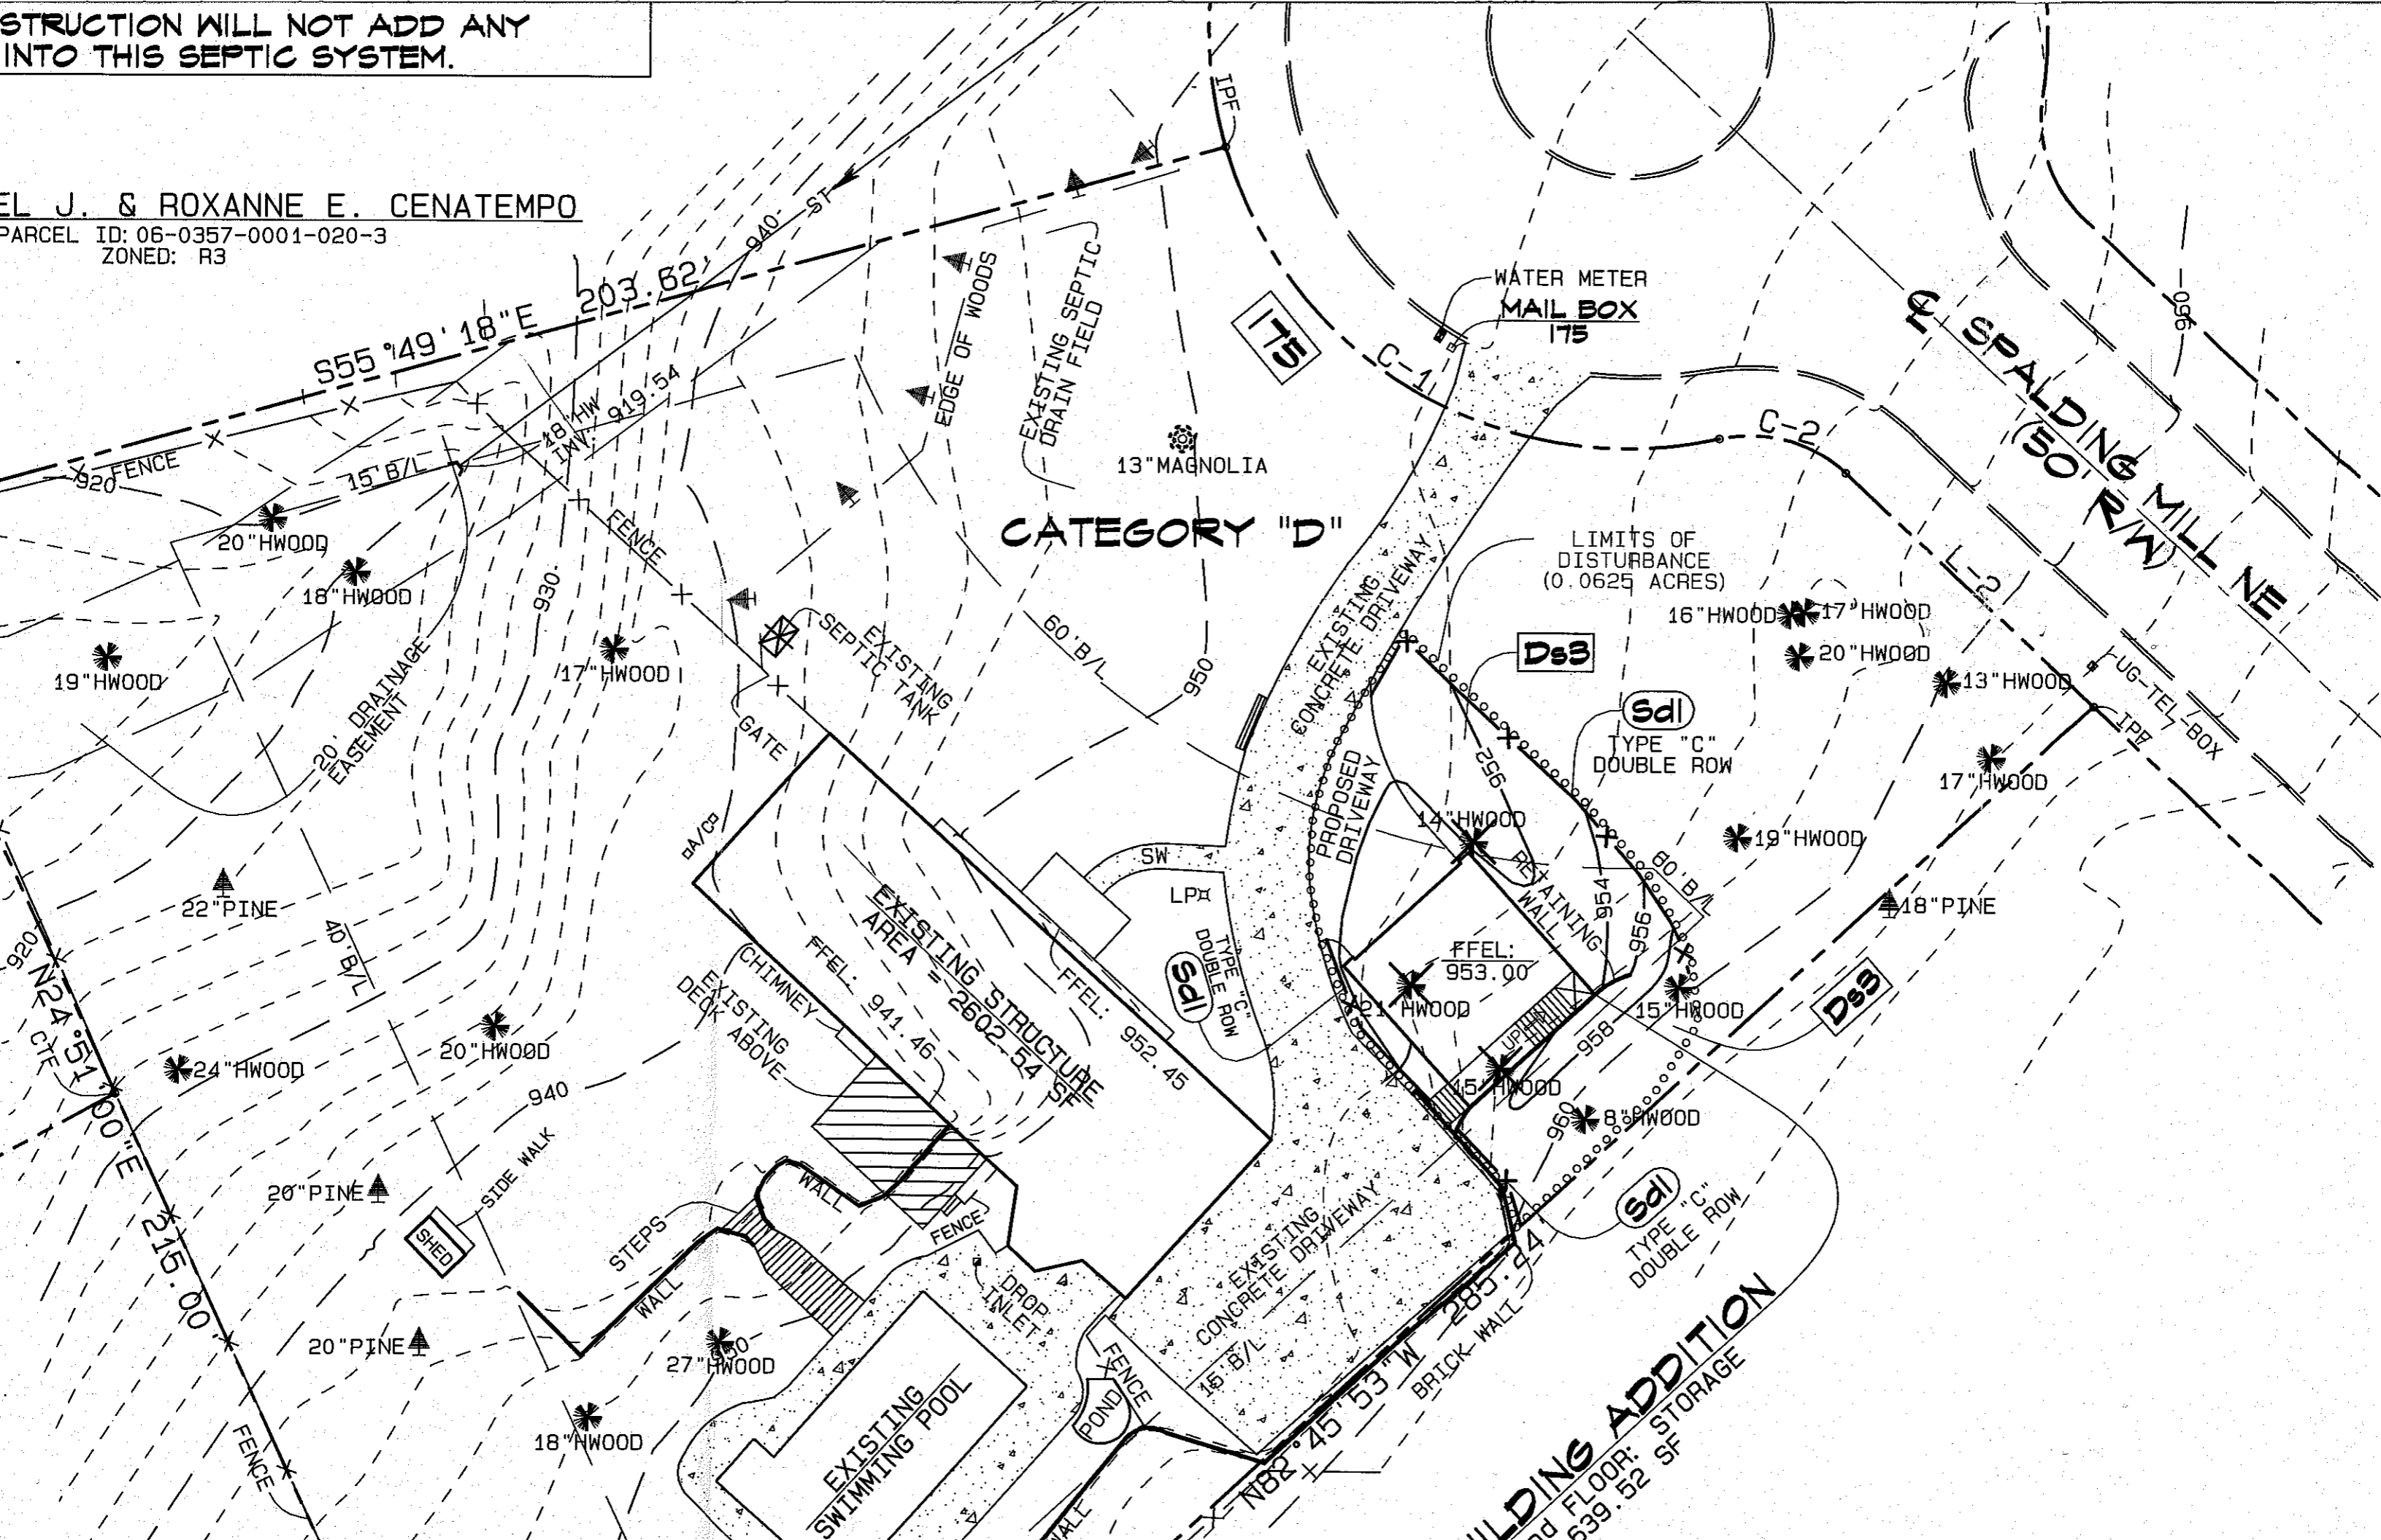 STRUCTION WILL NOT ADD ANY
INTO THIS SEPTIC SYSTEM.
EL J. & ROXANNE E. CENATEMPO
PARCEL ID: 06-0357-0001-020-3
ZONED: R3
S55°49'18"E 203.62'
940
ST
IPF
EDGE OF WOODS
EXISTING SEPTIC
DRAIN FIELD
175
WATER METER
MAIL BOX
175
C-1
C-2
L-2
960
℄ SPALDING MILL NE
(50' R/W)
18"HW
INV: 919.54
FENCE
920
15'B/L
13"MAGNOLIA
CATEGORY "D"
20"HWOOD
18"HWOOD
19"HWOOD
FENCE
930
17"HWOOD
20' DRAINAGE
EASEMENT
EXISTING
SEPTIC TANK
GATE
60'B/L
950
EXISTING
CONCRETE DRIVEWAY
LIMITS OF
DISTURBANCE
(0.0625 ACRES)
Ds3
Sd1
TYPE "C"
DOUBLE ROW
16"HWOOD
17"HWOOD
20"HWOOD
13"HWOOD
UG-TEL-BOX
IPF
17"HWOOD
19"HWOOD
18"PINE
PROPOSED
DRIVEWAY
952
14"HWOOD
RETAINING
WALL
954
956
60'B/L
A/C
SW
LP
22"PINE
40'B/L
920
N24°51'00"E 215.00'
CTF
24"HWOOD
20"HWOOD
940
CHIMNEY
EXISTING
DECK ABOVE
FFEL: 941.46
EXISTING STRUCTURE
AREA = 2602.54 SF
FFEL: 952.45
Sd1
TYPE "C"
DOUBLE ROW
FFEL:
953.00
21"HWOOD
UP
15"HWOOD
15"HWOOD
958
Ds3
960
8"HWOOD
Sd1
TYPE "C"
DOUBLE ROW
20"PINE
SIDE WALK
SHED
STEPS
WALL
WALL
FENCE
DROP
INLET
20"PINE
27"HWOOD
950
18"HWOOD
FENCE
EXISTING
SWIMMING POOL
POND
FENCE
EXISTING
CONCRETE DRIVEWAY
15'B/L
N82°45'53"W 285.24'
BRICK WALL
WALL
ILDING ADDITION
nd FLOOR: STORAGE
639.52 SF